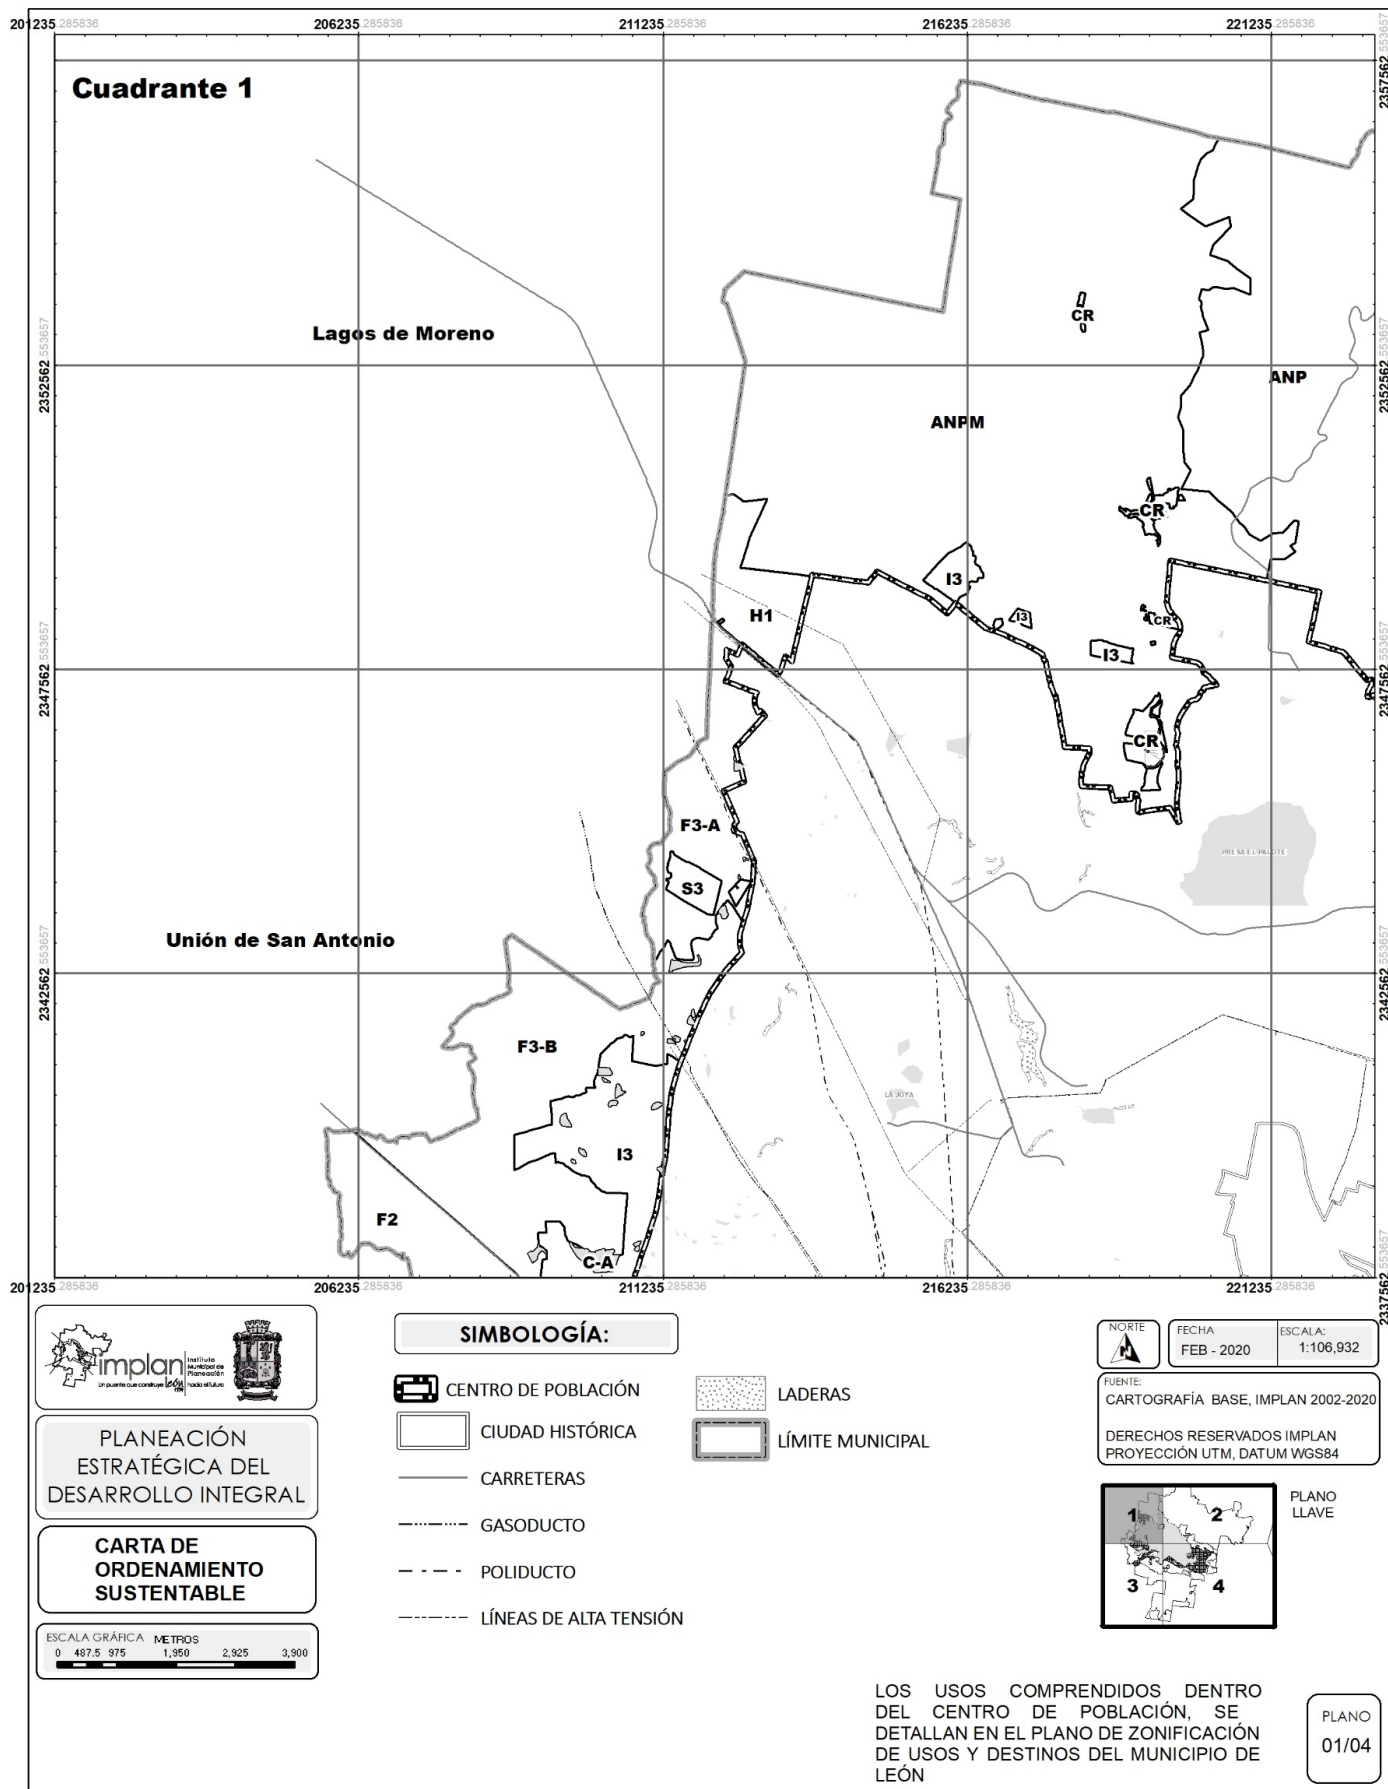 201235.285836
206235.285836
211235.285836
216235.285836
221235.285836
Cuadrante 1
2357562.553657
Lagos de Moreno
CR
2352562.553657
2352562.553657
ANP
ANPM
CR
I3
H1
I3
CR
I3
2347562.553657
2347562.553657
CR
F3-A
PRESA EL PALOTE
S3
Unión de San Antonio
2342562.553657
2342562.553657
F3-B
LA JOYA
I3
F2
C-A
2337562.553657
201235.285836
206235.285836
211235.285836
216235.285836
221235.285836
implan
Instituto
Municipal de
Planeación
Un puente que construye león hacia el futuro
PLANEACIÓN
ESTRATÉGICA DEL
DESARROLLO INTEGRAL
CARTA DE
ORDENAMIENTO
SUSTENTABLE
ESCALA GRÁFICA METROS
0 487.5 975 1,950 2,925 3,900
SIMBOLOGÍA:
CENTRO DE POBLACIÓN
CIUDAD HISTÓRICA
CARRETERAS
GASODUCTO
POLIDUCTO
LÍNEAS DE ALTA TENSIÓN
LADERAS
LÍMITE MUNICIPAL
NORTE
N
FECHA
FEB - 2020
ESCALA:
1:106,932
FUENTE:
CARTOGRAFÍA BASE, IMPLAN 2002-2020
DERECHOS RESERVADOS IMPLAN
PROYECCIÓN UTM, DATUM WGS84
1
2
3
4
PLANO
LLAVE
LOS USOS COMPRENDIDOS DENTRO
DEL CENTRO DE POBLACIÓN, SE
DETALLAN EN EL PLANO DE ZONIFICACIÓN
DE USOS Y DESTINOS DEL MUNICIPIO DE
LEÓN
PLANO
01/04